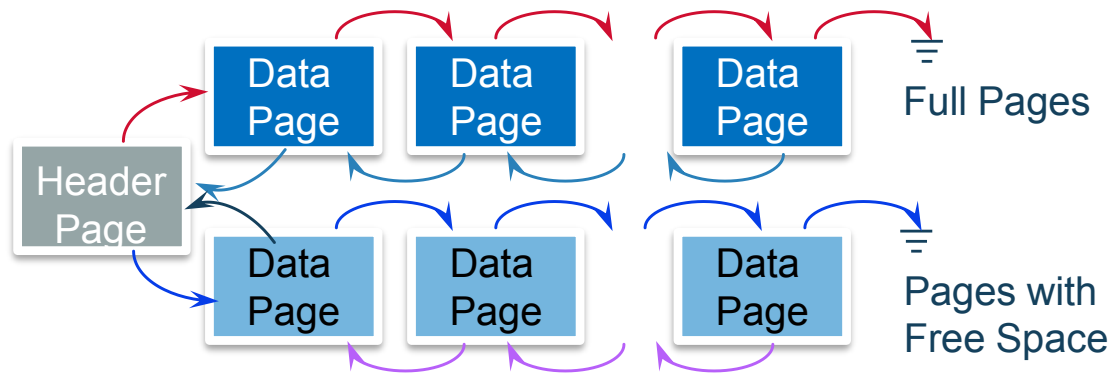 Data
Page
Data
Page
Data
Page
Full Pages
Header
Page
Data
Page
Data
Page
Data
Page
Pages with
Free Space